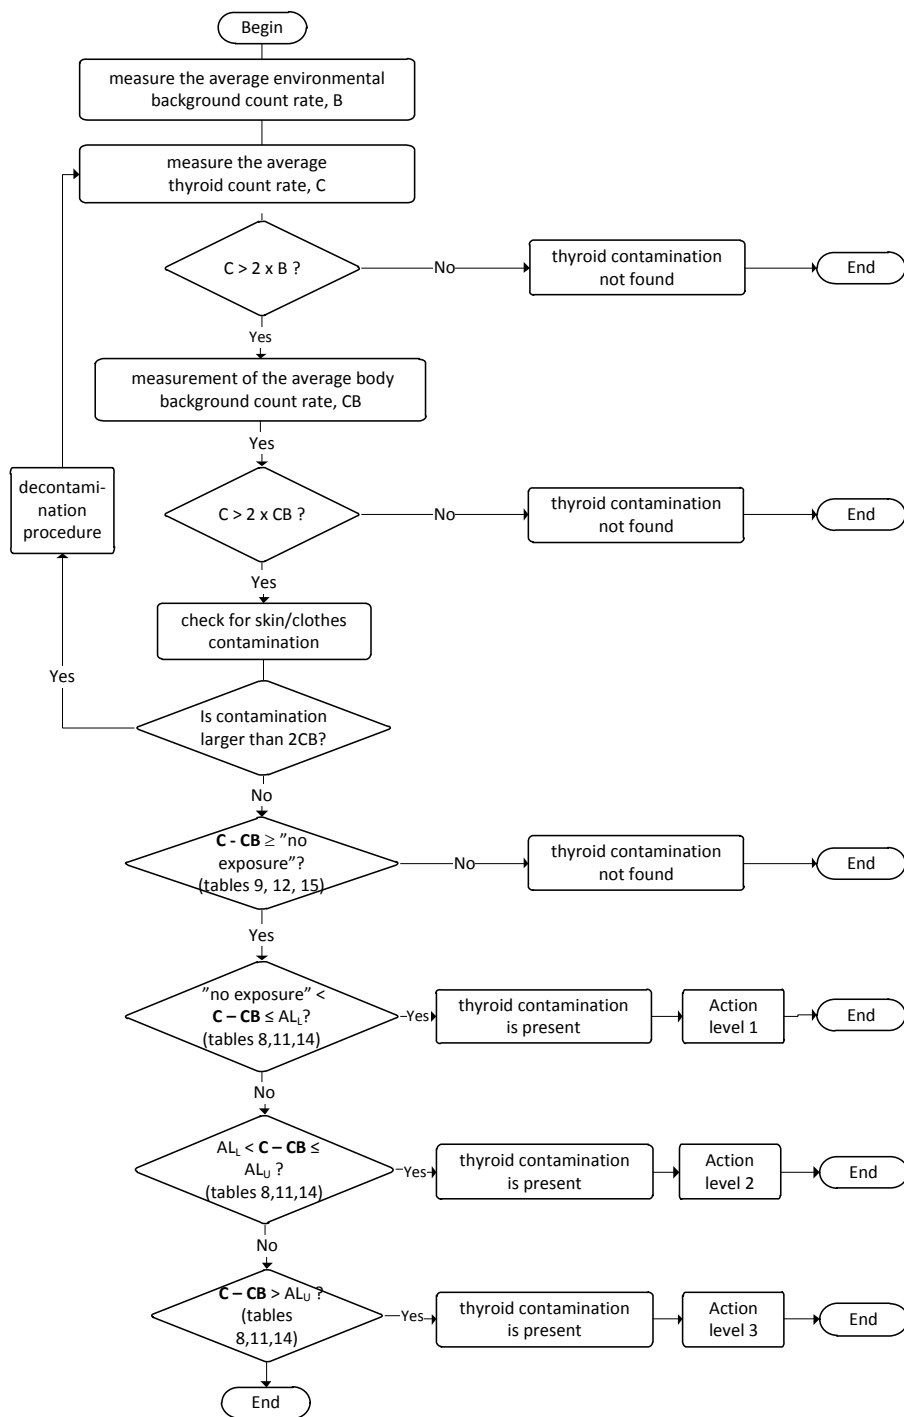 Begin
measure the average environmental
background count rate, B
measure the average
thyroid count rate, C
C > 2 x B ?
No
thyroid contamination
not found
End
Yes
measurement of the average body
background count rate, CB
Yes
decontami-
nation
procedure
C > 2 x CB ?
No
thyroid contamination
not found
End
Yes
check for skin/clothes
contamination
Yes
Is contamination
larger than 2CB?
No
C - CB ≥ ”no
exposure”?
(tables 9, 12, 15)
No
thyroid contamination
not found
End
Yes
”no exposure” <
C – CB ≤ ALL?
(tables 8,11,14)
Yes
thyroid contamination
is present
Action
level 1
End
No
ALL < C – CB ≤
ALU ?
(tables 8,11,14)
Yes
thyroid contamination
is present
Action
level 2
End
No
C – CB > ALU ?
(tables
8,11,14)
Yes
thyroid contamination
is present
Action
level 3
End
End